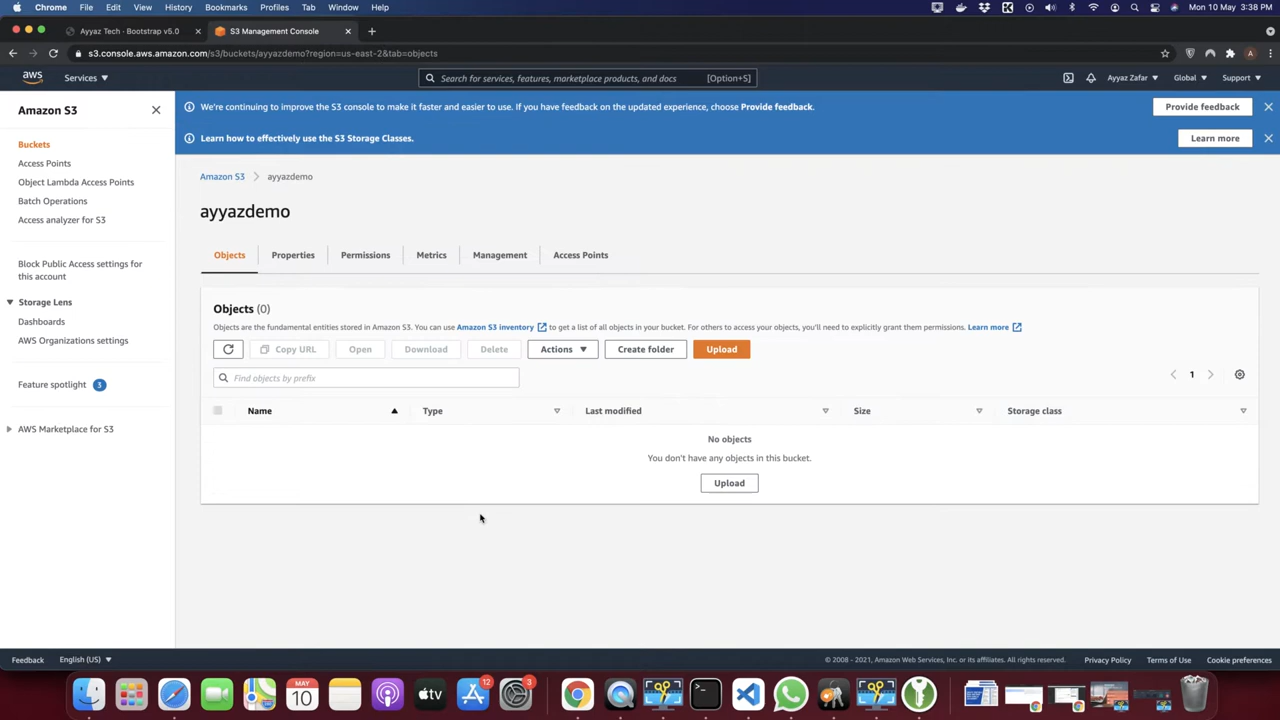 Chrome File Edit View History Bookmarks Profiles Tab Window Help
Mon 10 May 3:38 PM
Ayyaz Tech · Bootstrap v5.0
S3 Management Console
s3.console.aws.amazon.com/s3/buckets/ayyazdemo?region=us-east-2&tab=objects
A
aws
Services
Search for services, features, marketplace products, and docs
[Option+S]
Ayyaz Zafar
Global
Support
Amazon S3
Buckets
Access Points
Object Lambda Access Points
Batch Operations
Access analyzer for S3
Block Public Access settings for
this account
Storage Lens
Dashboards
AWS Organizations settings
Feature spotlight 3
AWS Marketplace for S3
We're continuing to improve the S3 console to make it faster and easier to use. If you have feedback on the updated experience, choose Provide feedback.
Provide feedback
Learn how to effectively use the S3 Storage Classes.
Learn more
Amazon S3 > ayyazdemo
ayyazdemo
Objects Properties Permissions Metrics Management Access Points
Objects (0)
Objects are the fundamental entities stored in Amazon S3. You can use Amazon S3 inventory to get a list of all objects in your bucket. For others to access your objects, you'll need to explicitly grant them permissions. Learn more
Copy URL Open Download Delete Actions Create folder Upload
Find objects by prefix
1
Name Type Last modified Size Storage class
No objects
You don't have any objects in this bucket.
Upload
Feedback English (US)
© 2008 - 2021, Amazon Web Services, Inc. or its affiliates. All rights reserved. Privacy Policy Terms of Use Cookie preferences
MAY
10
tv
12
3